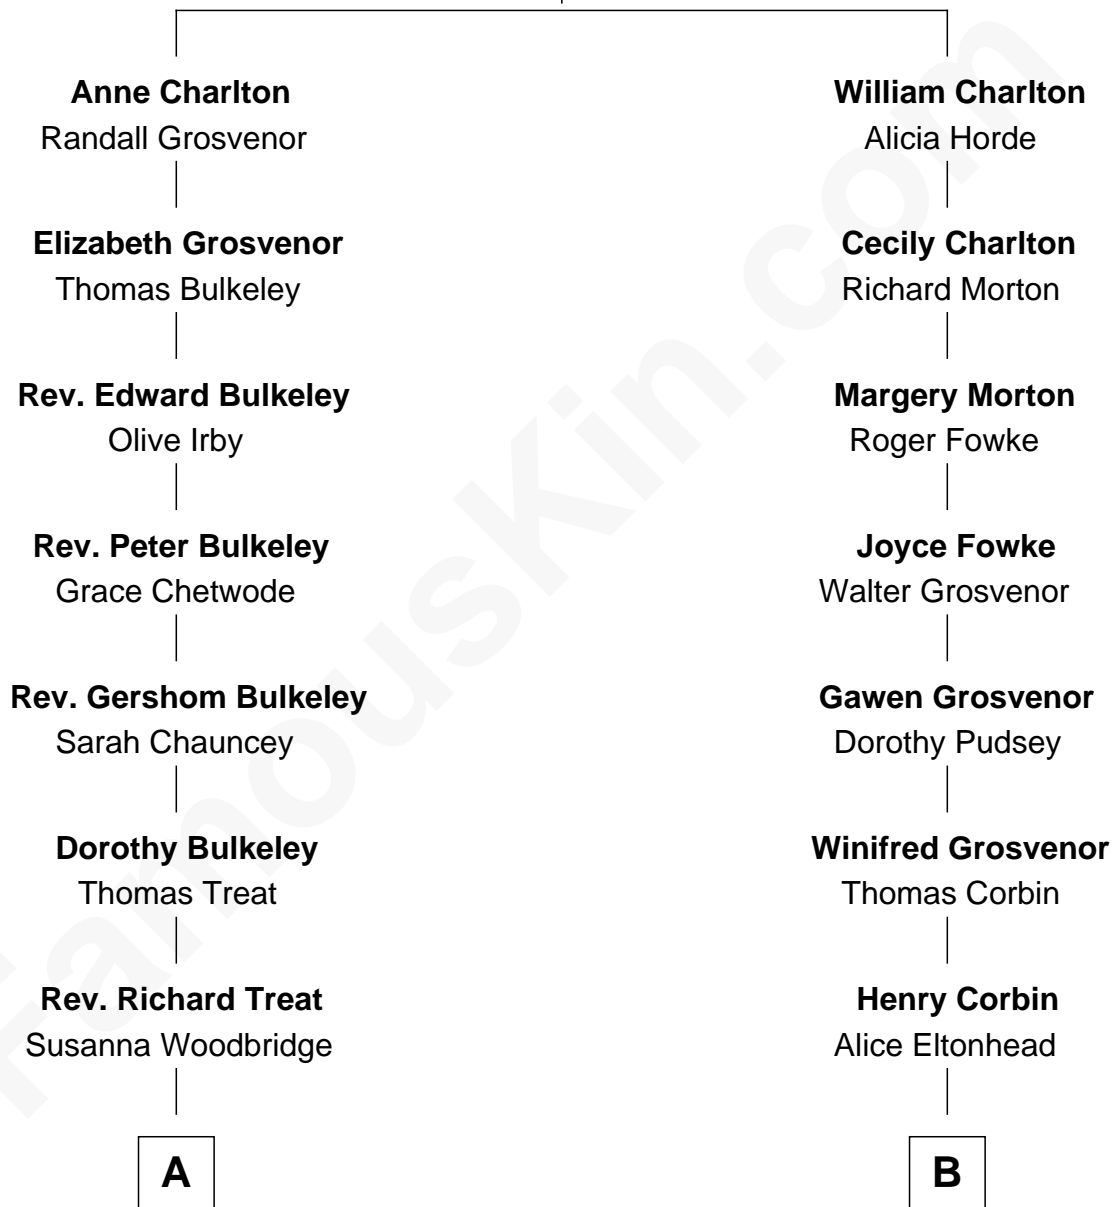 Anne Charlton
Randall Grosvenor
Elizabeth Grosvenor
Thomas Bulkeley
Rev. Edward Bulkeley
Olive Irby
Rev. Peter Bulkeley
Grace Chetwode
Rev. Gershom Bulkeley
Sarah Chauncey
Dorothy Bulkeley
Thomas Treat
Rev. Richard Treat
Susanna Woodbridge
A
William Charlton
Alicia Horde
Cecily Charlton
Richard Morton
Margery Morton
Roger Fowke
Joyce Fowke
Walter Grosvenor
Gawen Grosvenor
Dorothy Pudsey
Winifred Grosvenor
Thomas Corbin
Henry Corbin
Alice Eltonhead
B
FamousKin.com